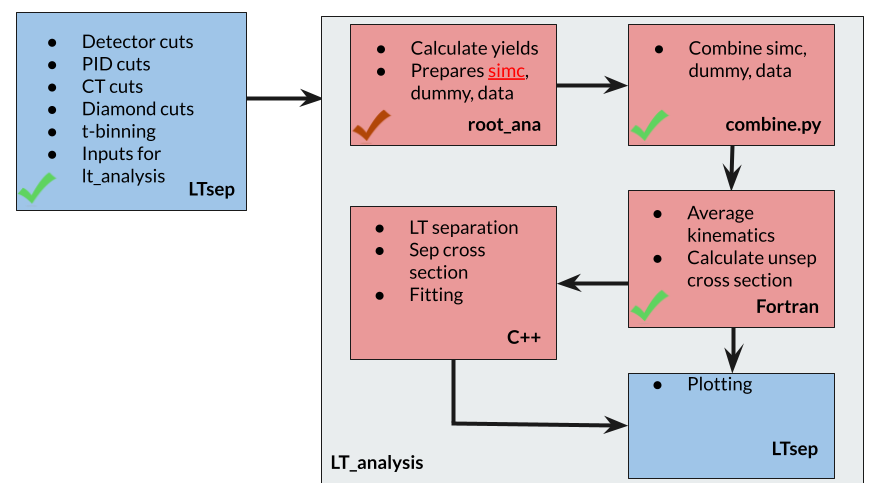 ● Detector cuts
● PID cuts
● CT cuts
● Diamond cuts
● t-binning
● Inputs for
lt_analysis
LTsep
● Calculate yields
● Prepares simc,
dummy, data
root_ana
● Combine simc,
dummy, data
combine.py
● Average
kinematics
● Calculate unsep
cross section
Fortran
● LT separation
● Sep cross
section
● Fitting
C++
● Plotting
LTsep
LT_analysis